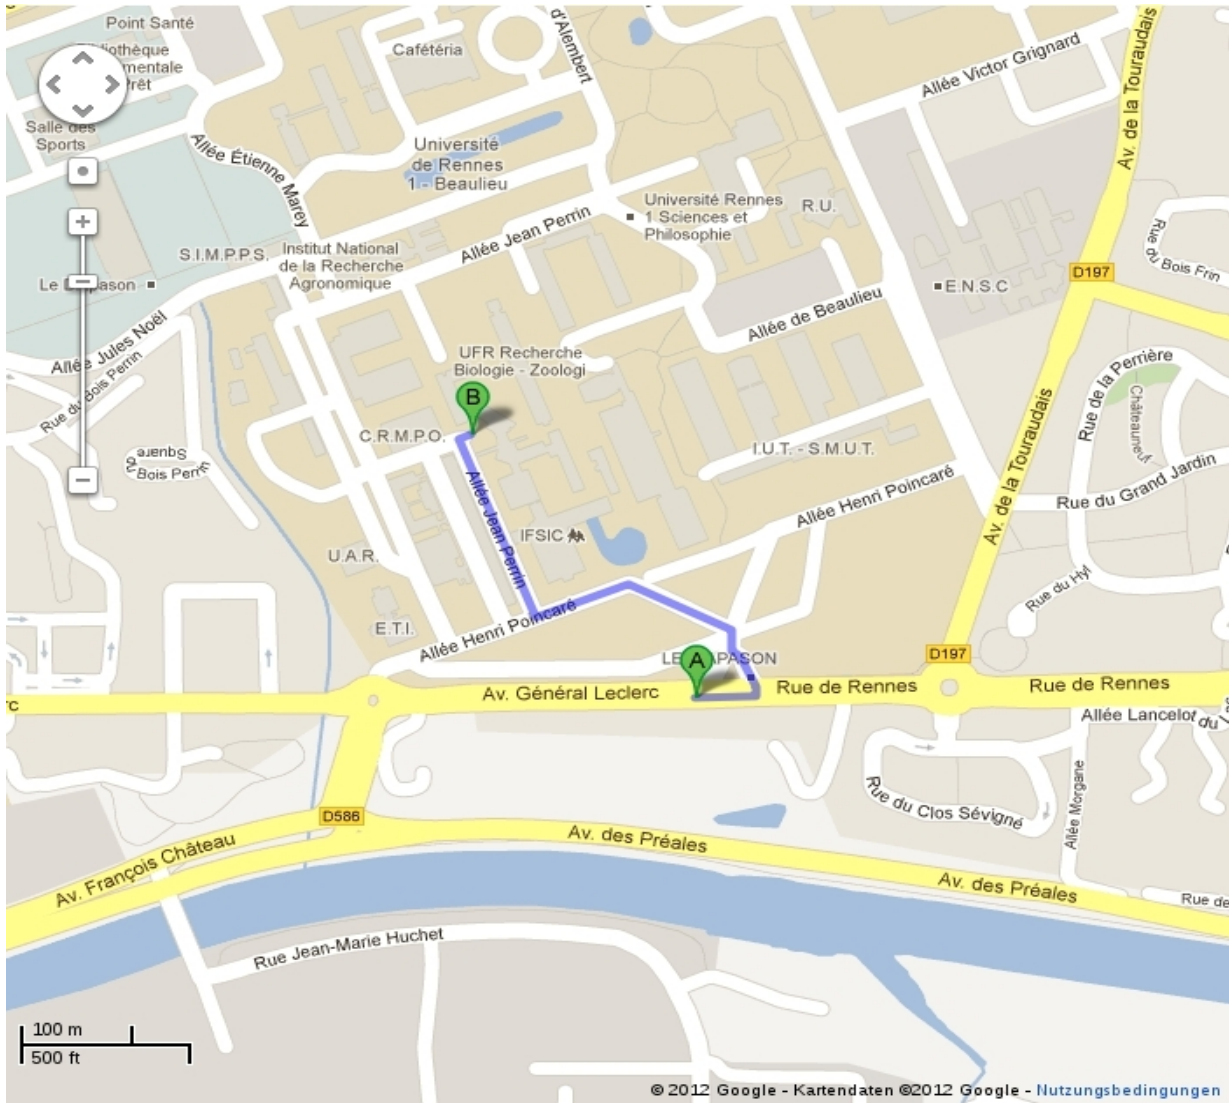 Point Santé
Cafétéria
d'Alembert
Allée Victor Grignard
Av. de la Touraudais
Salle des
Sports
Allée Étienne Marey
Université
de Rennes
1 - Beaulieu
Université Rennes
1 Sciences et
Philosophie
R.U.
Allée Jean Perrin
S.I.M.P.P.S.
Institut National
de la Recherche
Agronomique
E.N.S.C
D197
Rue du Bois Perrin
Allée Jules Noël
Allée de Beaulieu
UFR Recherche
Biologie - Zoologi
Rue de la Perrière
Châteauneuf
B
C.R.M.P.O.
Square
du Bois Perrin
I.U.T. - S.M.U.T.
Av. de la Touraudais
Rue du Grand Jardin
Allée Jean Perrin
Allée Henri Poincaré
IFSIC
U.A.R.
Rue du Hyl
E.T.I.
Allée Henri Poincaré
D197
A
Av. Général Leclerc
Rue de Rennes
Rue de Rennes
Allée Lancelot du
Rue du Clos Sévigné
Allée Morgane
D586
Av. François Château
Av. des Préales
Av. des Préales
Rue de
Rue Jean-Marie Huchet
100 m
500 ft
© 2012 Google - Kartendaten ©2012 Google - Nutzungsbedingungen